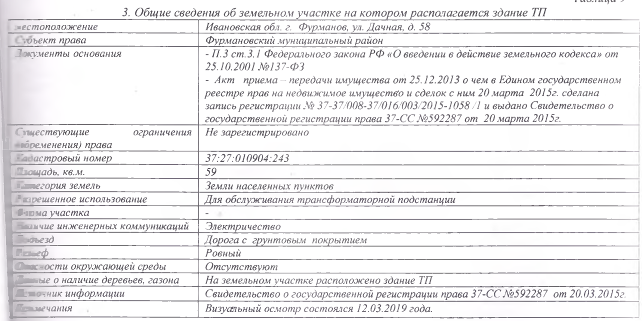 3. Общие сведения об земельном участке на котором располагается здание ТП
Ивановская обл. г. Фурманов, ул. Дачная, д. 58
Субъект права Фурмановский муниципальный район
Документы основания - П.3 ст.3.1 Федерального закона РФ «О введении в действие земельного кодекса» от
25.10.2001 №137-ФЗ
- Акт приема – передачи имущества от 25.12.2013 о чем в Едином государственном
реестре прав на недвижимое имущество и сделок с ним 20 марта 2015г. сделана
запись регистрации № 37-37/008-37/016/003/2015-1058 /1 и выдано Свидетельство о
государственной регистрации права 37-СС №592287 от 20 марта 2015г.
Существующие ограничения Не зарегистрировано
(обременения) права
Кадастровый номер 37:27:010904:243
Площадь, кв.м. 59
Категория земель Земли населенных пунктов
Разрешенное использование Для обслуживания трансформаторной подстанции
Форма участка -
Наличие инженерных коммуникаций Электричество
Подъезд Дорога с грунтовым покрытием
Рельеф Ровный
Опасности окружающей среды Отсутствуют
Данные о наличие деревьев, газона На земельном участке расположено здание ТП
Источник информации Свидетельство о государственной регистрации права 37-СС №592287 от 20.03.2015г.
Примечания Визуальный осмотр состоялся 12.03.2019 года.